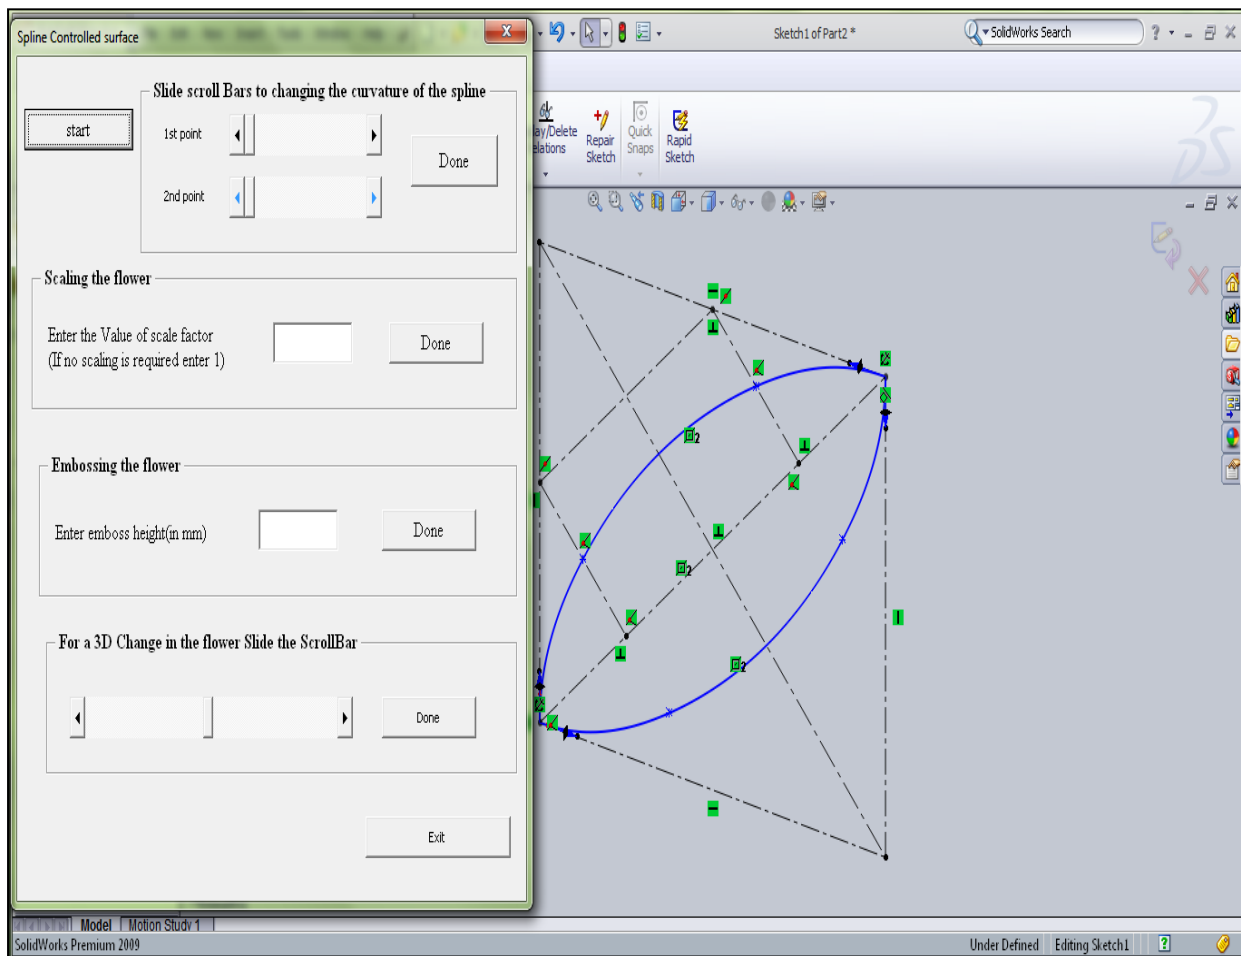 Spline Controlled surface
Sketch1 of Part2 *
SolidWorks Search
?
start
Slide scroll Bars to changing the curvature of the spline
1st point
2nd point
Done
Repair
Sketch
Quick
Snaps
Rapid
Sketch
Scaling the flower
Enter the Value of scale factor
(If no scaling is required enter 1)
Done
Embossing the flower
Enter emboss height(in mm)
Done
For a 3D Change in the flower Slide the ScrollBar
Done
Exit
2
2
2
Model
Motion Study 1
SolidWorks Premium 2009
Under Defined
Editing Sketch1
?